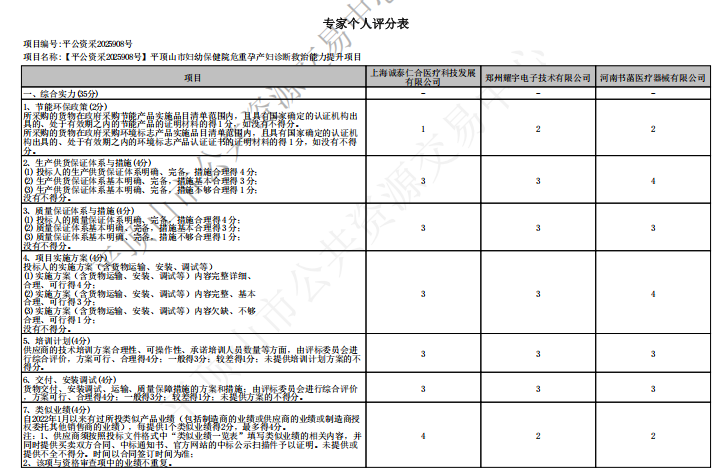 专家个人评分表
项目编号:平公资采2025908号
项目名称:【平公资采2025908号】平顶山市妇幼保健院危重孕产妇诊断救治能力提升项目
项目 上海诚泰仁合医疗科技发展有限公司 郑州耀宇电子技术有限公司 河南书菡医疗器械有限公司
一、综合实力(35分) - - -
1、节能环保政策(2分)
所采购的货物在政府采购节能产品实施品目清单范围内，且具有国家确定的认证机构出
具的、处于有效期之内的节能产品的证明材料的得1分，如没有不得分。
所采购的货物在政府采购环境标志产品实施品目清单范围内，且具有国家确定的认证机
构出具的、处于有效期之内的环境标志产品认证证书的证明材料的得1分，如没有不得
分。
1 2 2
2、生产供货保证体系与措施(4分)
(1)投标人的生产供货保证体系明确、完备，措施合理得4分；
(2)生产供货保证体系基本明确、完备，措施基本合理得3分；
(3)生产供货保证体系基本明确、完备，措施不够合理得1分；
没有不得分。
3 3 4
3、质量保证体系与措施(4分)
(1)投标人的质量保证体系明确、完备，措施合理得4分；
(2)质量保证体系基本明确、完备，措施基本合理得3分；
(3)质量保证体系基本明确、完备，措施不够合理得1分；
没有不得分。
3 3 3
4、项目实施方案(4分)
投标人的实施方案（含货物运输、安装、调试等）
(1)实施方案（含货物运输、安装、调试等）内容完整详细、
合理、可行得4分；
(2)实施方案（含货物运输、安装、调试等）内容完整、基本
合理、可行得3分；
(3)实施方案（含货物运输、安装、调试等）内容欠缺、不够
合理、可行得1分；
没有不得分。
3 3 4
5、培训计划(4分)
供应商的技术培训方案合理性、可操作性、承诺培训人员数量等方面，由评标委员会进
行综合评价，方案可行、合理得4分；一般得3分；较差得1分；未提供培训计划方案的不
得分。
3 3 3
6、交付、安装调试(4分)
货物交付、安装调试、运输、质量保障措施的方案和措施；由评标委员会进行综合评价
，方案可行、合理得4分；一般得3分；较差得1分；未提供方案的不得分。
3 3 3
7、类似业绩(4分)
自2022年1月以来有过所投类似产品业绩（包括制造商的业绩或供应商的业绩或制造商授
权委托其他销售商的业绩），每提供1个类似业绩得2分，最多得4分。
注：1、供应商须按照投标文件格式中“类似业绩一览表”填写类似业绩的相关内容，并
同时提供买卖双方合同、中标通知书、官方网站的中标公示扫描件予以证明。未提供或
提供不全不得分。时间以合同签订时间为准；
2、该项与资格审查项中的业绩不重复。
4 2 2